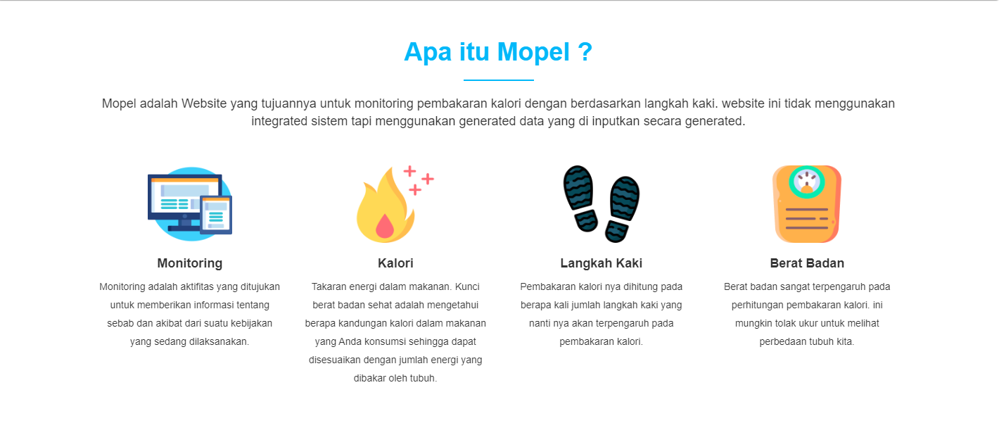 Apa itu Mopel ?
Mopel adalah Website yang tujuannya untuk monitoring pembakaran kalori dengan berdasarkan langkah kaki. website ini tidak menggunakan
integrated sistem tapi menggunakan generated data yang di inputkan secara generated.
Monitoring
Monitoring adalah aktifitas yang ditujukan
untuk memberikan informasi tentang
sebab dan akibat dari suatu kebijakan
yang sedang dilaksanakan.
Kalori
Takaran energi dalam makanan. Kunci
berat badan sehat adalah mengetahui
berapa kandungan kalori dalam makanan
yang Anda konsumsi sehingga dapat
disesuaikan dengan jumlah energi yang
dibakar oleh tubuh.
Langkah Kaki
Pembakaran kalori nya dihitung pada
berapa kali jumlah langkah kaki yang
nanti nya akan terpengaruh pada
pembakaran kalori.
Berat Badan
Berat badan sangat terpengaruh pada
perhitungan pembakaran kalori. ini
mungkin tolak ukur untuk melihat
perbedaan tubuh kita.